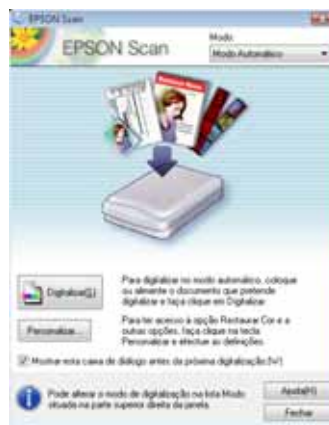 EPSON Scan
EPSON Scan
Modo:
Modo Automático
Digitalizar(S)
Para digitalizar no modo automático, coloque
ou alimente o documento que pretende
digitalizar e faça clique em Digitalizar.
Personalizar...
Para ter acesso à opção Restaurar Cor e a
outras opções, faça clique na tecla
Personalizar e efectue as definições.
Mostrar esta caixa de diálogo antes da próxima digitalização.(W)
Pode alterar o modo de digitalização na lista Modo
situada na parte superior direita da janela.
Ajuda(H)
Fechar